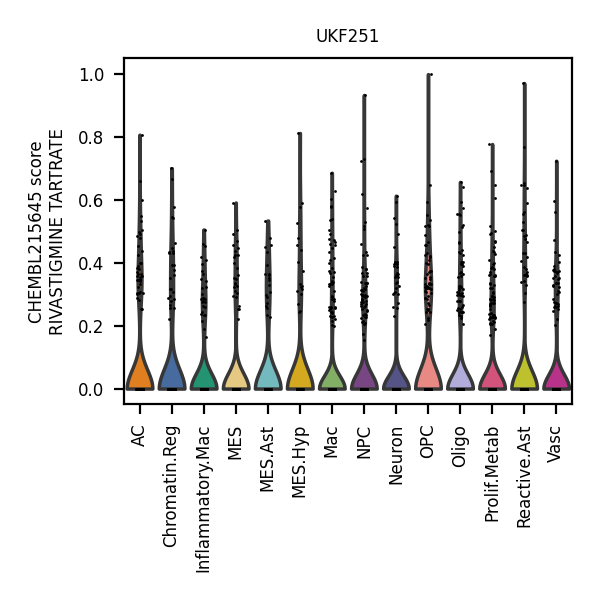 UKF251
CHEMBL215645 score
RIVASTIGMINE TARTRATE
1.0
0.8
0.6
0.4
0.2
0.0
AC
Chromatin.Reg
Inflammatory.Mac
MES
MES.Ast
MES.Hyp
Mac
NPC
Neuron
OPC
Oligo
Prolif.Metab
Reactive.Ast
Vasc